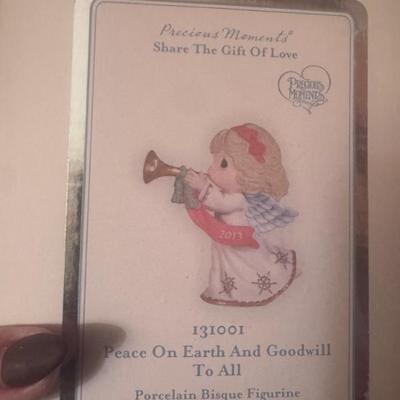 Precious Moments®
Share The Gift Of Love
PRECIOUS
MOMENTS
2013
131001
Peace On Earth And Goodwill
To All
Porcelain Bisque Figurine